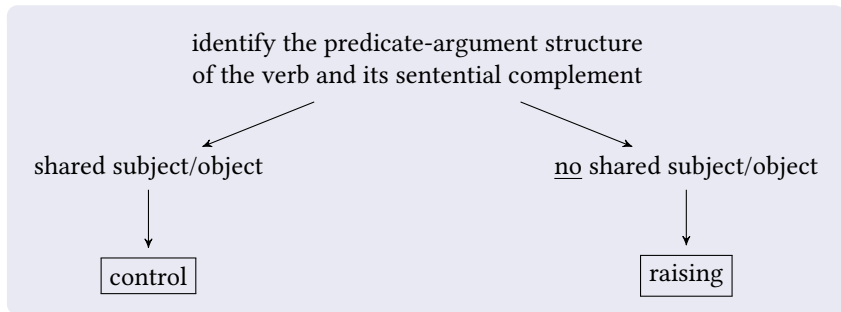 identify the predicate-argument structure
of the verb and its sentential complement
shared subject/object
no shared subject/object
control
raising